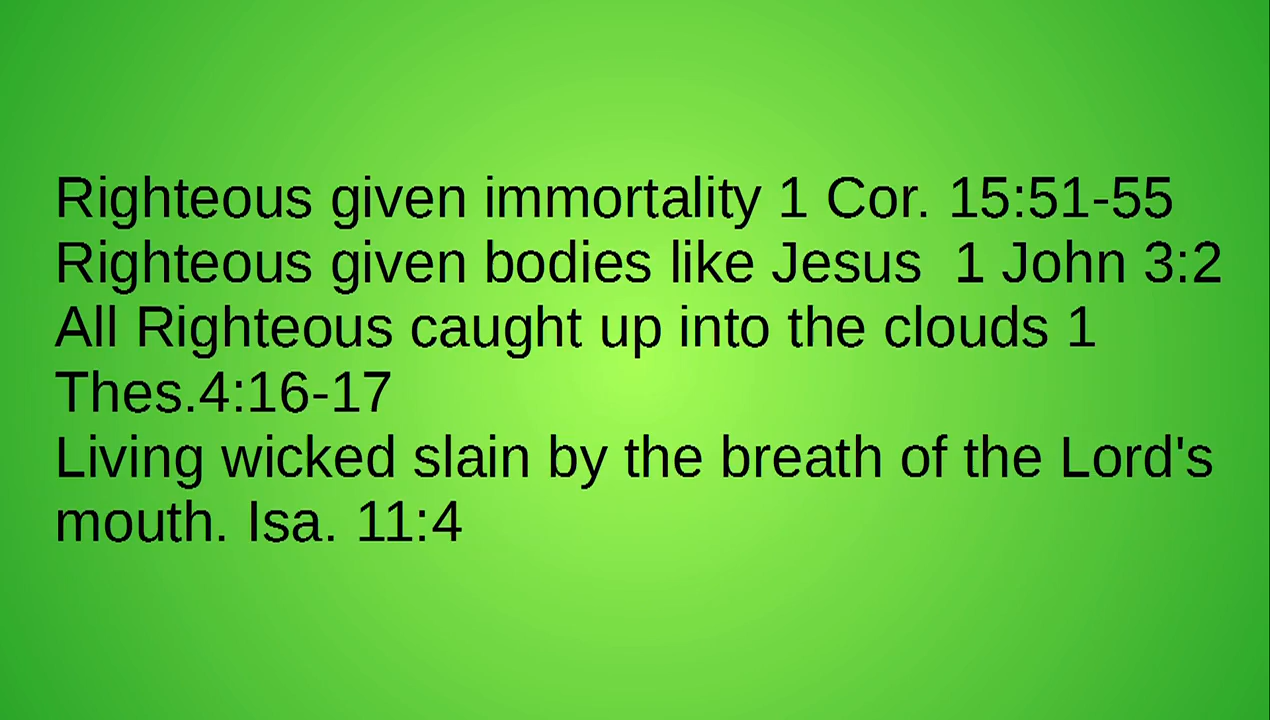 Righteous given immortality 1 Cor. 15:51-55
Righteous given bodies like Jesus  1 John 3:2
All Righteous caught up into the clouds 1
Thes.4:16-17
Living wicked slain by the breath of the Lord's
mouth. Isa. 11:4